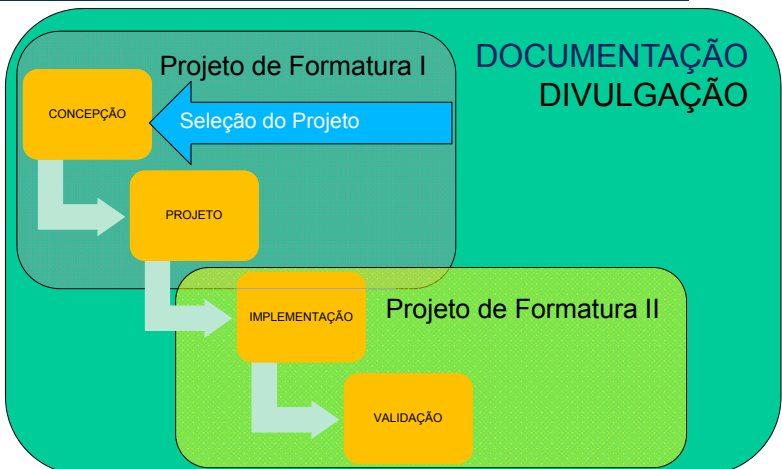 Projeto de Formatura I
DOCUMENTAÇÃO
DIVULGAÇÃO
CONCEPÇÃO
Seleção do Projeto
PROJETO
IMPLEMENTAÇÃO
Projeto de Formatura II
VALIDAÇÃO